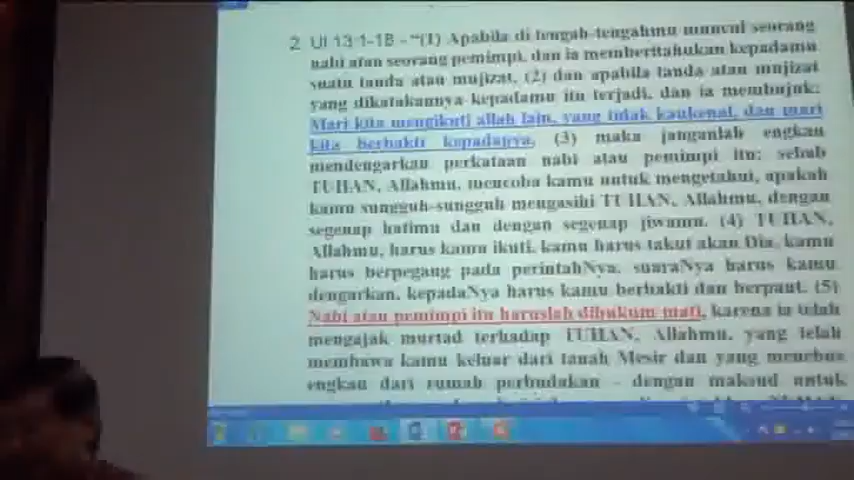 2. Ul 13:1-18 - "(1) Apabila di tengah-tengahmu muncul seorang
nabi atau seorang pemimpi, dan ia memberitahukan kepadamu
suatu tanda atau mujizat, (2) dan apabila tanda atau mujizat
yang dikatakannya kepadamu itu terjadi, dan ia membujuk:
Mari kita mengikuti allah lain, yang tidak kaukenal, dan mari
kita berbakti kepadanya, (3) maka janganlah engkau
mendengarkan perkataan nabi atau pemimpi itu; sebab
TUHAN, Allahmu, mencoba kamu untuk mengetahui, apakah
kamu sungguh-sungguh mengasihi TUHAN, Allahmu, dengan
segenap hatimu dan dengan segenap jiwamu. (4) TUHAN,
Allahmu, harus kamu ikuti, kamu harus takut akan Dia, kamu
harus berpegang pada perintahNya, suaraNya harus kamu
dengarkan, kepadaNya harus kamu berbakti dan berpaut. (5)
Nabi atau pemimpi itu haruslah dihukum mati, karena ia telah
mengajak murtad terhadap TUHAN, Allahmu, yang telah
membawa kamu keluar dari tanah Mesir dan yang menebus
engkau dari rumah perbudakan - dengan maksud untuk